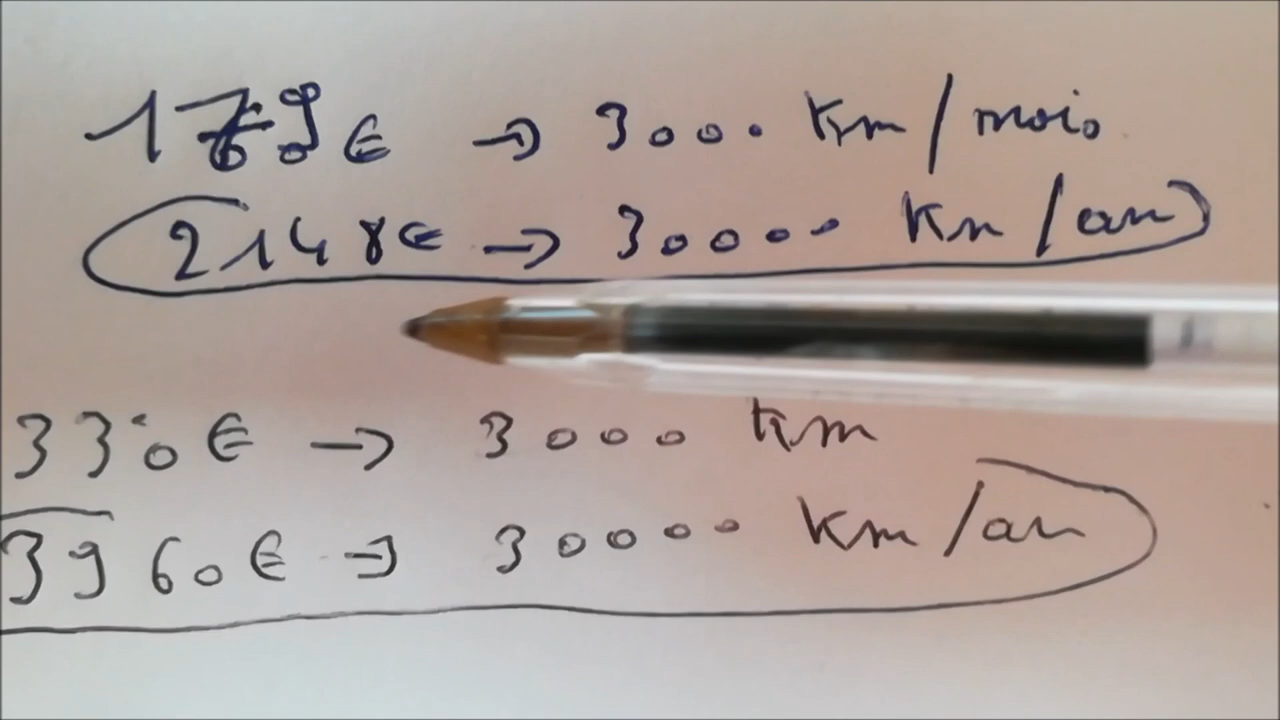 179€ → 3000 Km/mois
2148€ → 30000 Km/an
330€ → 3000 Km
3960€ → 30000 Km/an